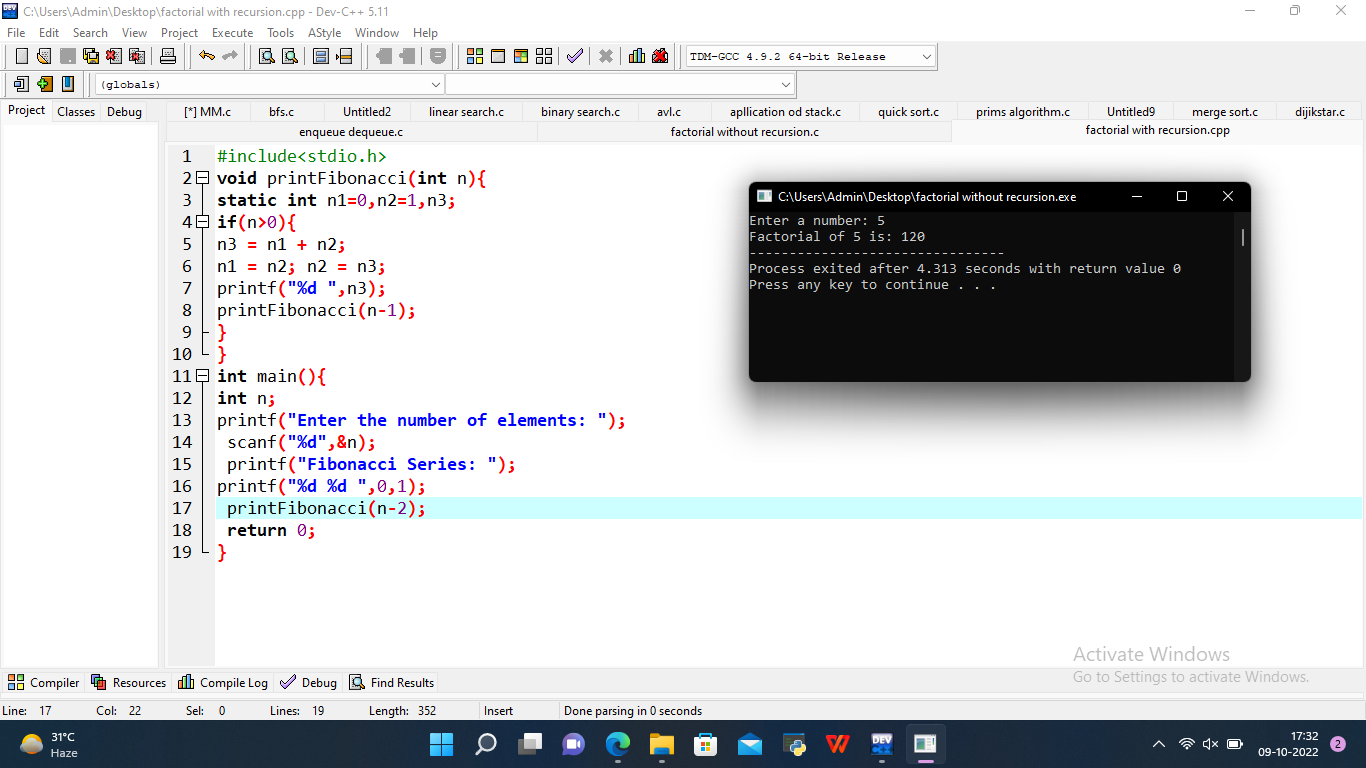 C:\Users\Admin\Desktop\factorial with recursion.cpp - Dev-C++ 5.11
File Edit Search View Project Execute Tools AStyle Window Help
TDM-GCC 4.9.2 64-bit Release
(globals)
Project Classes Debug
[*] MM.c bfs.c Untitled2 linear search.c binary search.c avl.c apllication od stack.c quick sort.c prims algorithm.c Untitled9 merge sort.c dijikstar.c
enqueue dequeue.c factorial without recursion.c factorial with recursion.cpp
1 #include<stdio.h>
2 void printFibonacci(int n){
3 static int n1=0,n2=1,n3;
4 if(n>0){
5 n3 = n1 + n2;
6 n1 = n2; n2 = n3;
7 printf("%d ",n3);
8 printFibonacci(n-1);
9 }
10 }
11 int main(){
12 int n;
13 printf("Enter the number of elements: ");
14 scanf("%d",&n);
15 printf("Fibonacci Series: ");
16 printf("%d %d ",0,1);
17 printFibonacci(n-2);
18 return 0;
19 }
C:\Users\Admin\Desktop\factorial without recursion.exe
Enter a number: 5
Factorial of 5 is: 120
--------------------------------
Process exited after 4.313 seconds with return value 0
Press any key to continue . . .
Activate Windows
Go to Settings to activate Windows.
Compiler Resources Compile Log Debug Find Results
Line: 17 Col: 22 Sel: 0 Lines: 19 Length: 352 Insert Done parsing in 0 seconds
31°C
Haze
DEV
17:32
09-10-2022
2